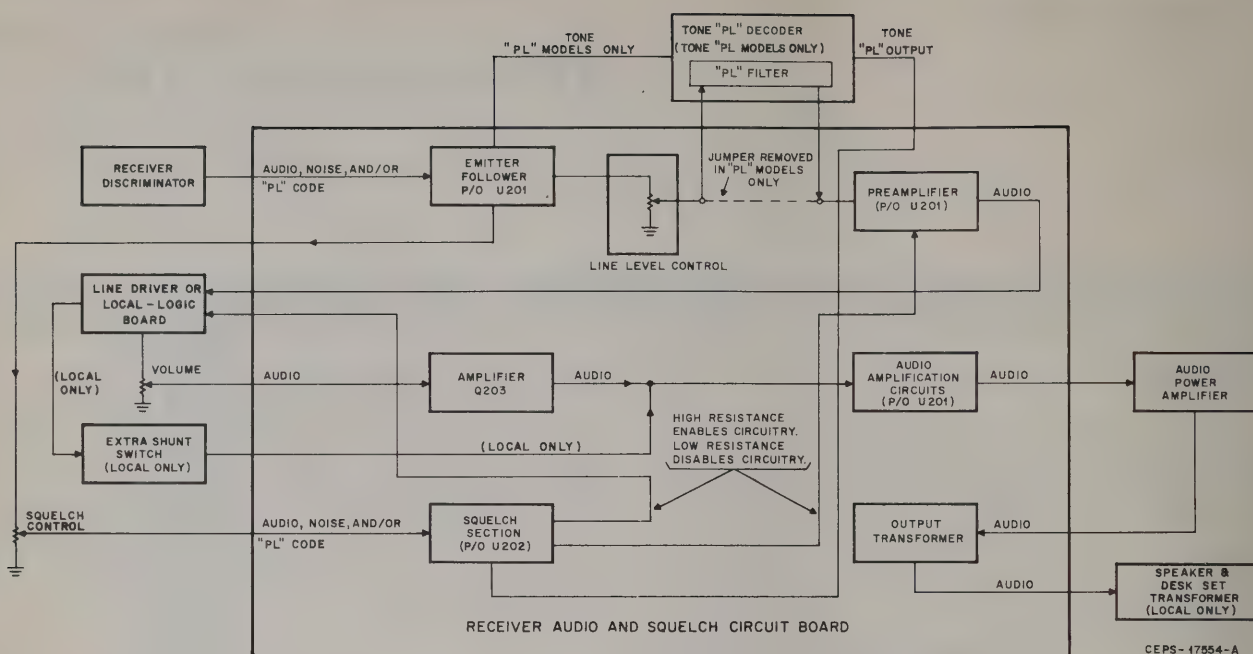 TONE
"PL" MODELS ONLY
TONE "PL" DECODER
(TONE "PL MODELS ONLY)
"PL" FILTER
TONE
"PL" OUTPUT
RECEIVER
DISCRIMINATOR
AUDIO, NOISE, AND/OR
"PL" CODE
EMITTER
FOLLOWER
P/O U201
LINE LEVEL CONTROL
JUMPER REMOVED
IN "PL" MODELS
ONLY
PREAMPLIFIER
(P/O U201)
AUDIO
LINE DRIVER OR
LOCAL-LOGIC
BOARD
(LOCAL
ONLY)
VOLUME
AUDIO
AMPLIFIER
Q203
AUDIO
AUDIO
AMPLIFICATION
CIRCUITS
(P/O U201)
AUDIO
AUDIO
POWER
AMPLIFIER
EXTRA SHUNT
SWITCH
(LOCAL ONLY)
(LOCAL ONLY)
HIGH RESISTANCE
ENABLES CIRCUITRY.
LOW RESISTANCE
DISABLES CIRCUITRY.
SQUELCH
CONTROL
AUDIO, NOISE, AND/OR
"PL" CODE
SQUELCH
SECTION
(P/O U202)
OUTPUT
TRANSFORMER
AUDIO
AUDIO
SPEAKER &
DESK SET
TRANSFORMER
(LOCAL ONLY)
RECEIVER AUDIO AND SQUELCH CIRCUIT BOARD
CEPS-17554-A